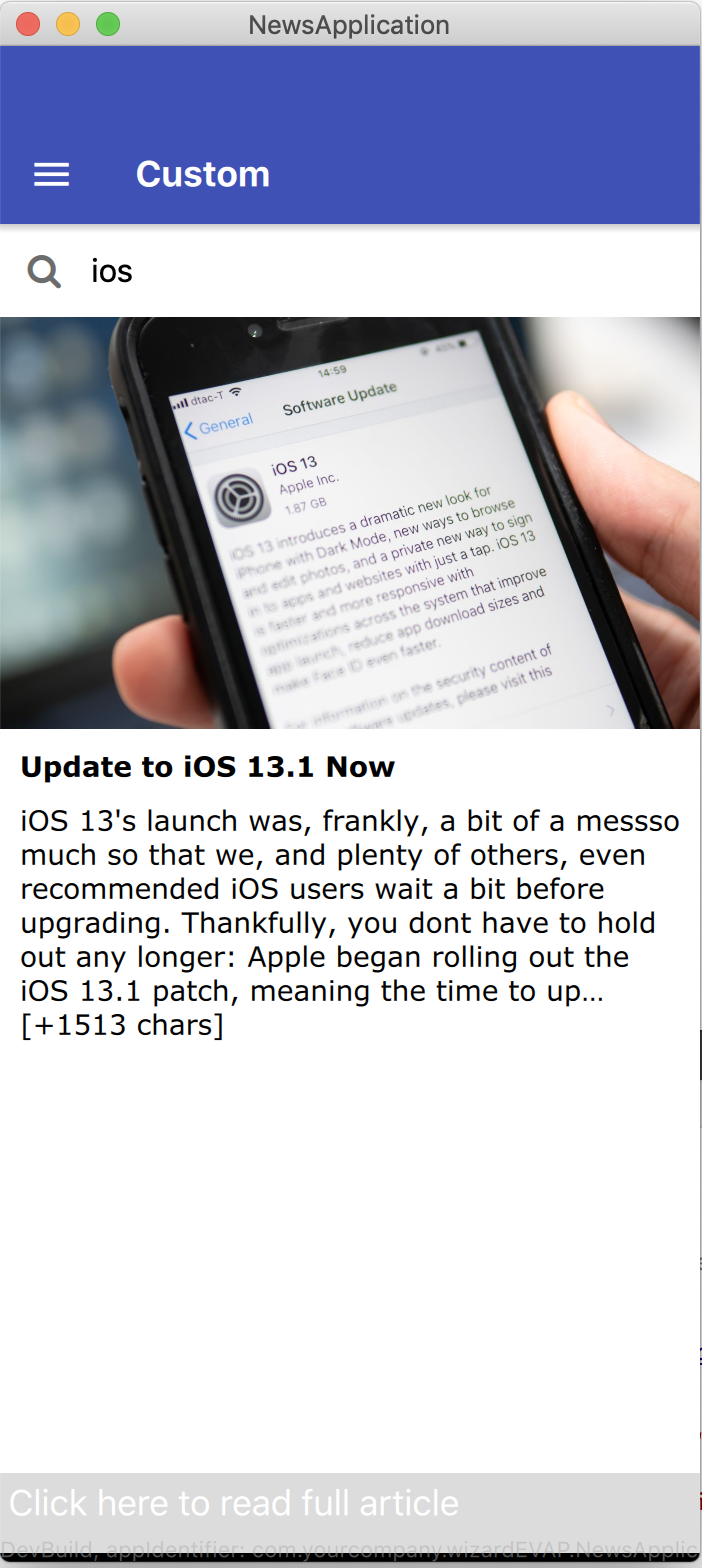 NewsApplication
Custom
ios
dtac-T
14:59
General
Software Update
iOS 13
Apple Inc.
1.87 GB
iOS 13 introduces a dramatic new look for
iPhone with Dark Mode, new ways to browse
and edit photos, and a private new way to sign
in to apps and websites with just a tap. iOS 13
is faster and more responsive with
optimizations across the system that improve
app launch, reduce app download sizes and
make Face ID even faster.
For information on the security content of
software updates, please visit this
Update to iOS 13.1 Now
iOS 13's launch was, frankly, a bit of a messso
much so that we, and plenty of others, even
recommended iOS users wait a bit before
upgrading. Thankfully, you dont have to hold
out any longer: Apple began rolling out the
iOS 13.1 patch, meaning the time to up…
[+1513 chars]
Click here to read full article
DevBuild, appIdentifier: com.yourcompany.wizardEVAP.NewsApplic